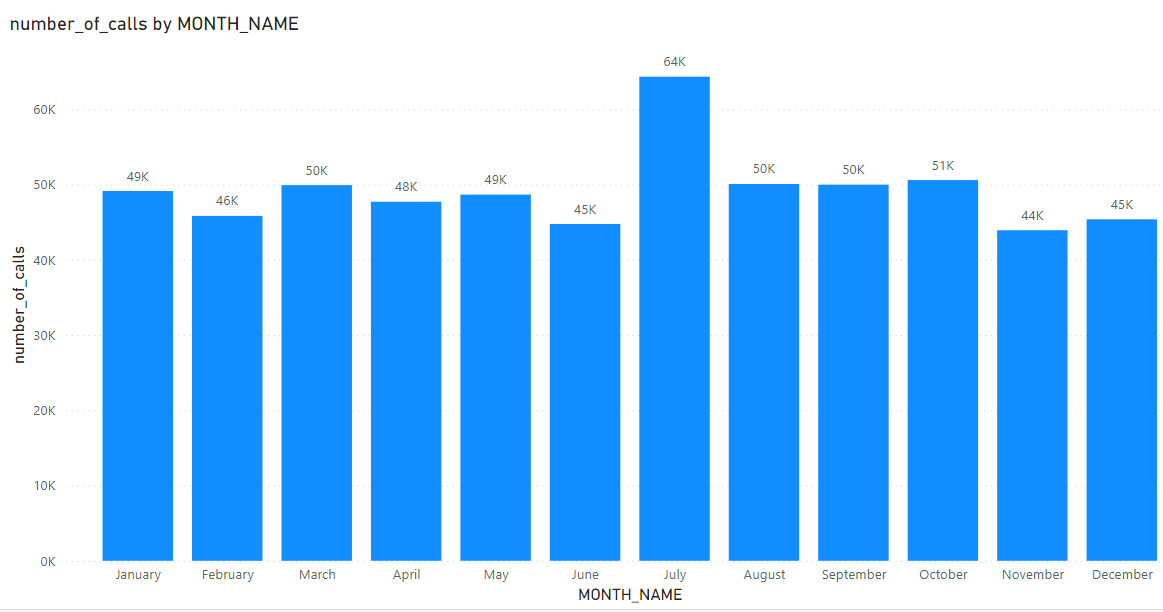 number_of_calls by MONTH_NAME
64K
60K
49K
46K
50K
48K
49K
45K
50K
50K
51K
44K
45K
50K
40K
30K
20K
10K
0K
number_of_calls
January February March April May June July August September October November December
MONTH_NAME